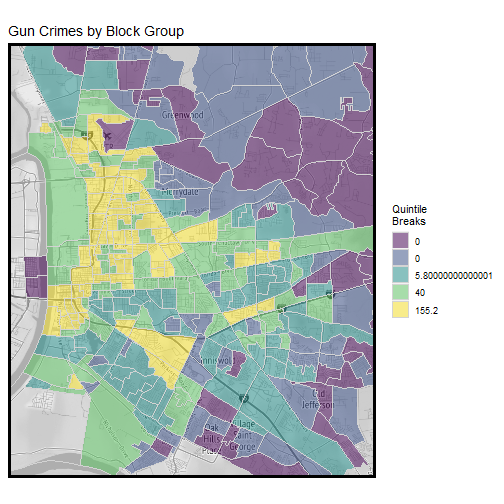 Gun Crimes by Block Group
Greenwood
Merrydale
Inniswold
Old
Jefferson
Oak
Hills
Place
Village
Saint
George
Quintile
Breaks
0
0
5.80000000000001
40
155.2